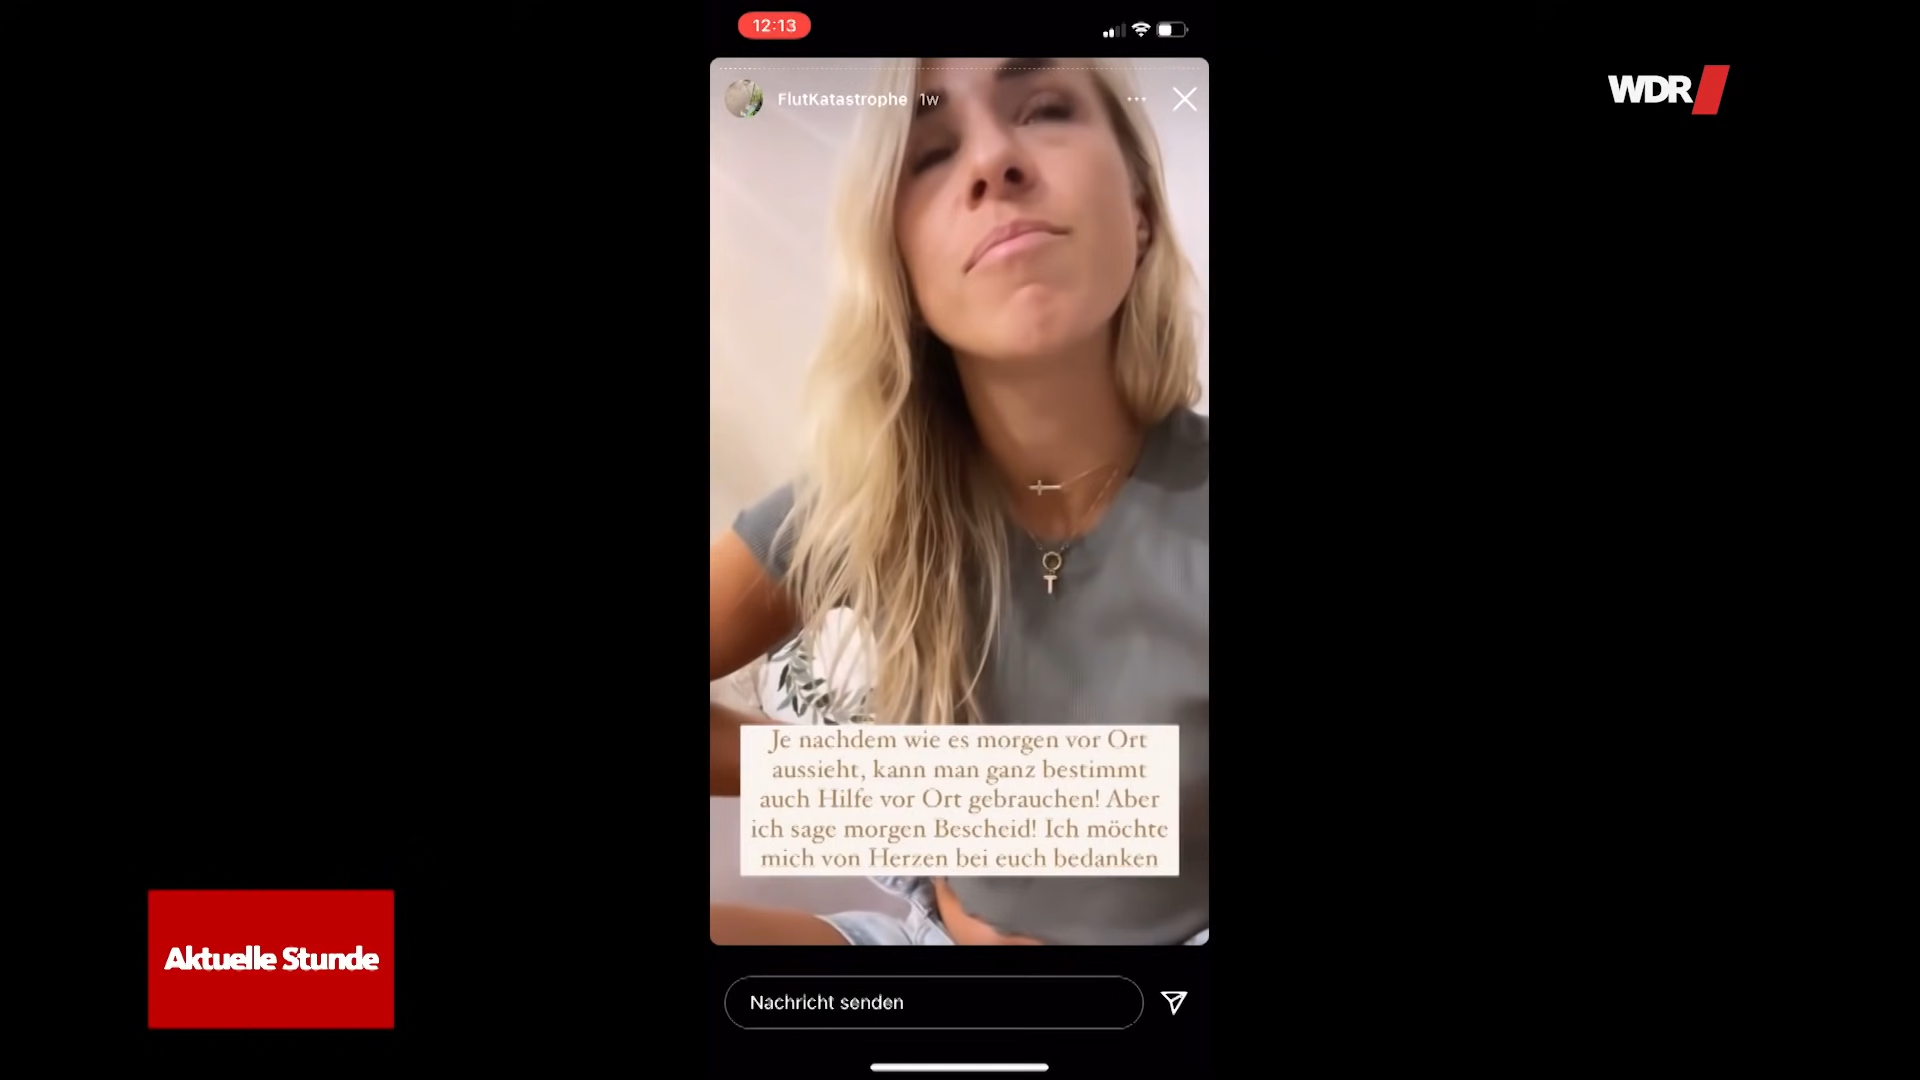 12:13
FlutKatastrophe 1w
WDR
Je nachdem wie es morgen vor Ort
aussieht, kann man ganz bestimmt
auch Hilfe vor Ort gebrauchen! Aber
ich sage morgen Bescheid! Ich möchte
mich von Herzen bei euch bedanken
Aktuelle Stunde
Nachricht senden